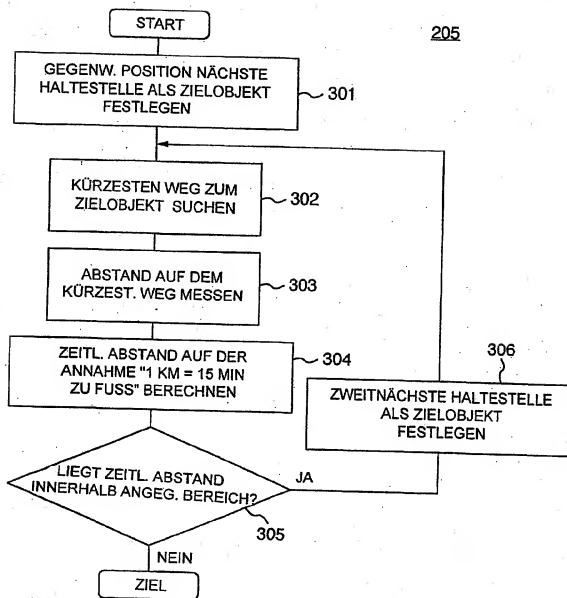 START
205
GEGENW. POSITION NÄCHSTE
HALTESTELLE ALS ZIELOBJEKT
FESTLEGEN
301
KÜRZESTEN WEG ZUM
ZIELOBJEKT SUCHEN
302
ABSTAND AUF DEM
KÜRZEST. WEG MESSEN
303
ZEITL. ABSTAND AUF DER
ANNAHME "1 KM = 15 MIN
ZU FUSS" BERECHNEN
304
306
ZWEITNÄCHSTE HALTESTELLE
ALS ZIELOBJEKT
FESTLEGEN
LIEGT ZEITL. ABSTAND
INNERHALB ANGEG. BEREICH?
JA
305
NEIN
ZIEL